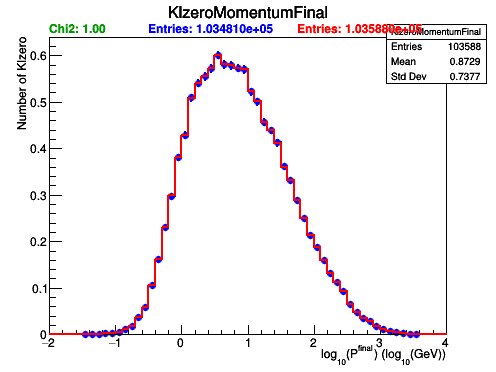 KlzeroMomentumFinal
Chi2: 1.00 Entries: 1.034810e+05 Entries: 1.035880e+05
KlzeroMomentumFinal
Entries 103588
Mean 0.8729
Std Dev 0.7377
Number of Klzero
0.6
0.5
0.4
0.3
0.2
0.1
0
−2 −1 0 1 2 3 4
log10(Pfinal) (log10(GeV))